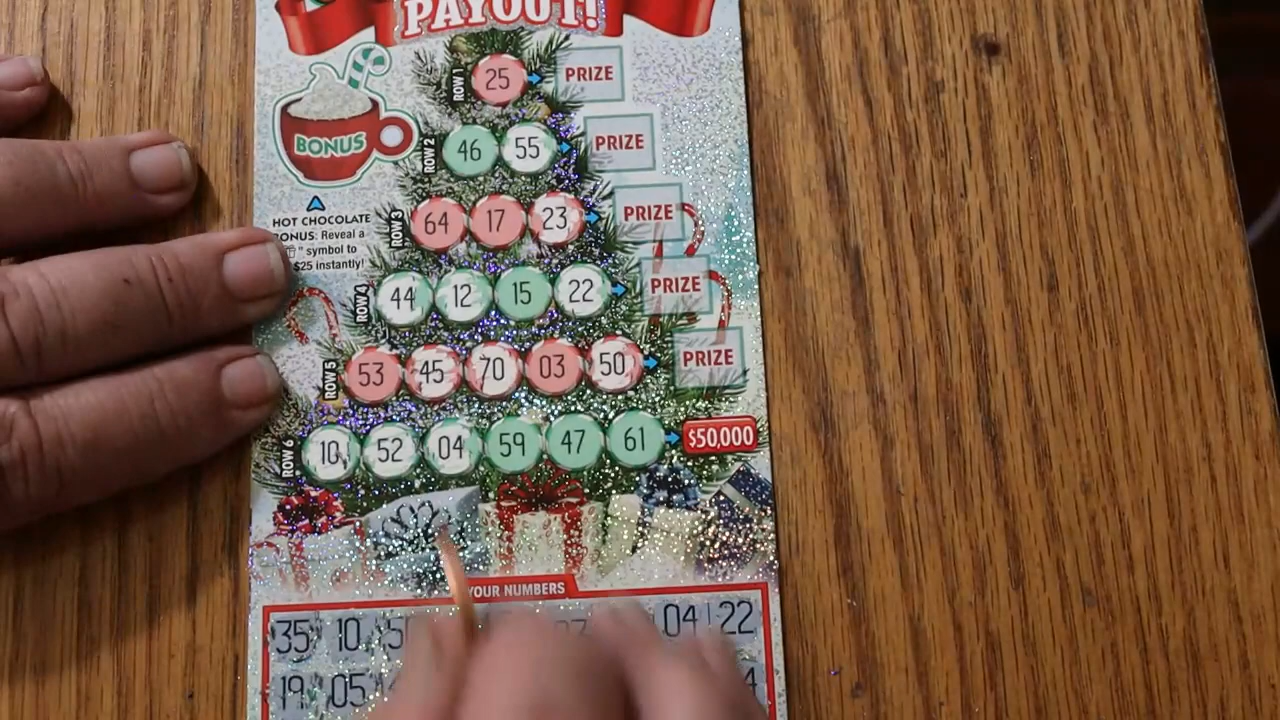 PAYOUT!
ROW 1 25 PRIZE
BONUS
ROW 2 46 55 PRIZE
HOT CHOCOLATE
BONUS: Reveal a
" symbol to
$25 instantly!
ROW 3 64 17 23 PRIZE
ROW 4 44 12 15 22 PRIZE
ROW 5 53 45 70 03 50 PRIZE
ROW 6 10 52 04 59 47 61 $50,000
YOUR NUMBERS
35 10 04 22
19 05